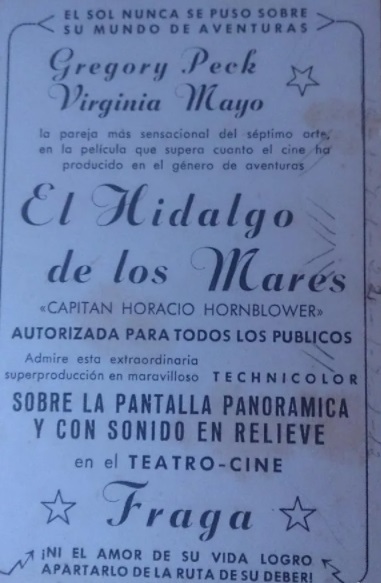 EL SOL NUNCA SE PUSO SOBRE
SU MUNDO DE AVENTURAS
Gregory Peck
Virginia Mayo
la pareja más sensacional del séptimo arte,
en la película que supera cuanto el cine ha
producido en el género de aventuras
El Hidalgo
de los Mares
«CAPITAN HORACIO HORNBLOWER»
AUTORIZADA PARA TODOS LOS PUBLICOS
Admire esta extraordinaria
superproducción en maravilloso TECHNICOLOR
SOBRE LA PANTALLA PANORAMICA
Y CON SONIDO EN RELIEVE
en el TEATRO-CINE
Fraga
¡NI EL AMOR DE SU VIDA LOGRO
APARTARLO DE LA RUTA DE SU DEBER!